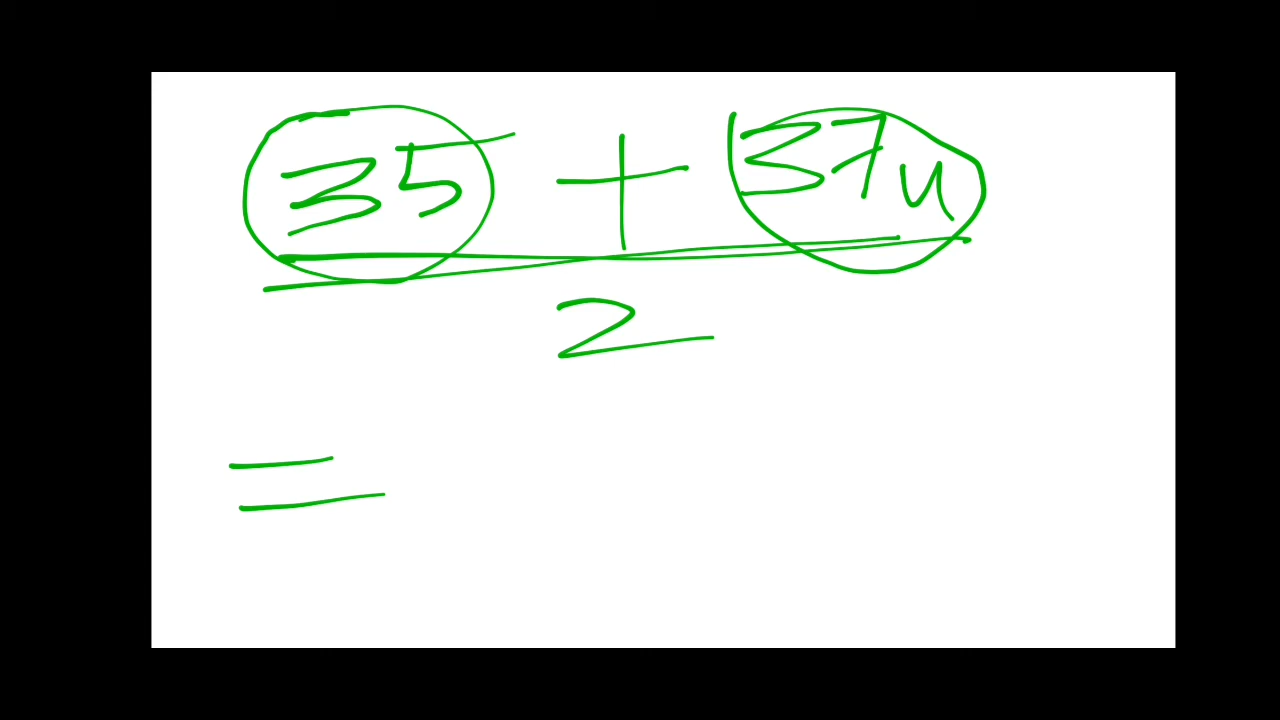 35 + 37u
2
=